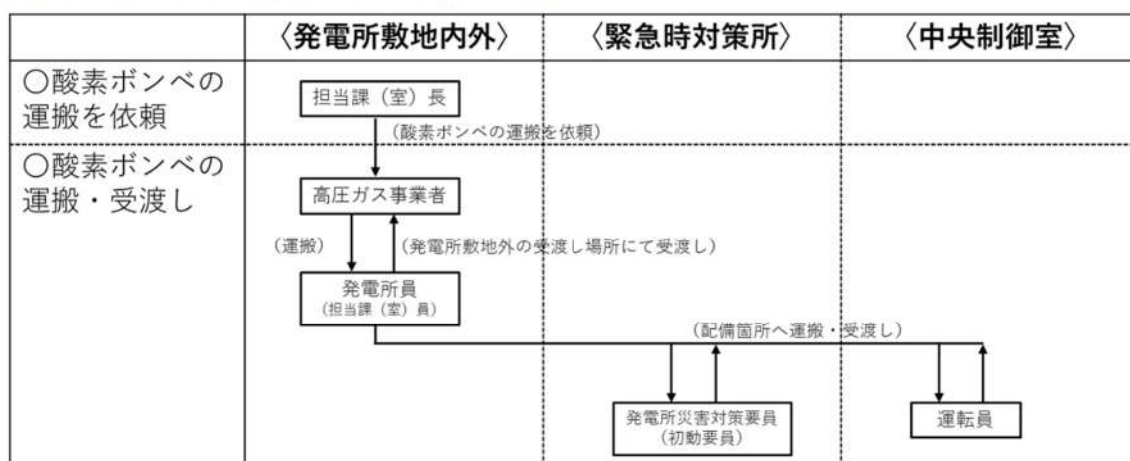 〈発電所敷地内外〉
〈緊急時対策所〉
〈中央制御室〉
〇酸素ボンベの
運搬を依頼
担当課（室）長
（酸素ボンベの運搬を依頼）
〇酸素ボンベの
運搬・受渡し
高圧ガス事業者
（運搬）
（発電所敷地外の受渡し場所にて受渡し）
発電所員
（担当課（室）員）
（配備箇所へ運搬・受渡し）
発電所災害対策要員
（初動要員）
運転員